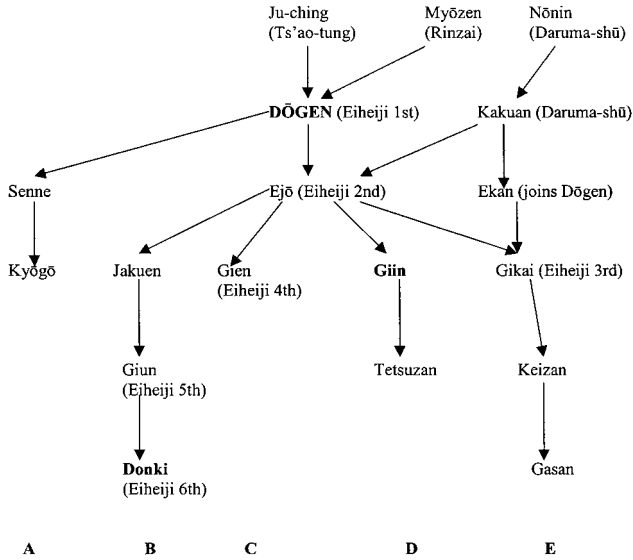 Ju-ching
(Ts'ao-tung)
Myōzen
(Rinzai)
Nōnin
(Daruma-shū)
DŌGEN (Eiheiji 1st)
Kakuan (Daruma-shū)
Senne
Ejō (Eiheiji 2nd)
Ekan (joins Dōgen)
Kyōgō
Jakuen
Gien
(Eiheiji 4th)
Giin
Gikai (Eiheiji 3rd)
Giun
(Eiheiji 5th)
Tetsuzan
Keizan
Donki
(Eiheiji 6th)
Gasan
A B C D E